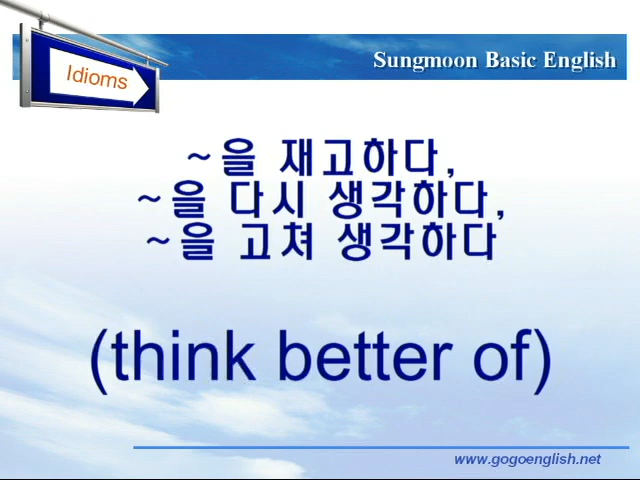 Idioms
Sungmoon Basic English
~을 재고하다,
~을 다시 생각하다,
~을 고쳐 생각하다
(think better of)
www.gogoenglish.net